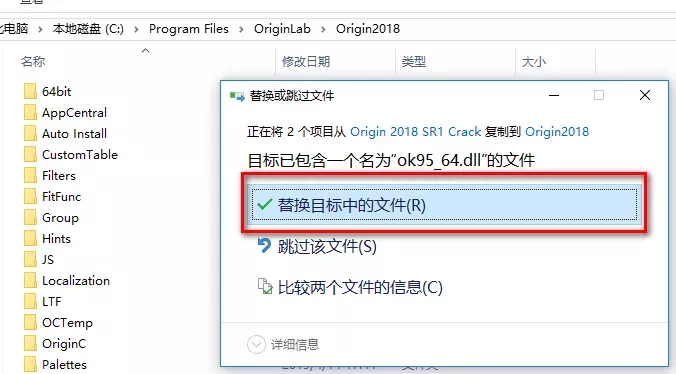 查看
此电脑 › 本地磁盘 (C:) › Program Files › OriginLab › Origin2018
名称 修改日期 类型 大小
64bit
AppCentral
Auto Install
CustomTable
Filters
FitFunc
Group
Hints
JS
Localization
LTF
OCTemp
OriginC
Palettes
替换或跳过文件
正在将 2 个项目从 Origin 2018 SR1 Crack 复制到 Origin2018
目标已包含一个名为“ok95_64.dll”的文件
替换目标中的文件(R)
跳过该文件(S)
比较两个文件的信息(C)
详细信息